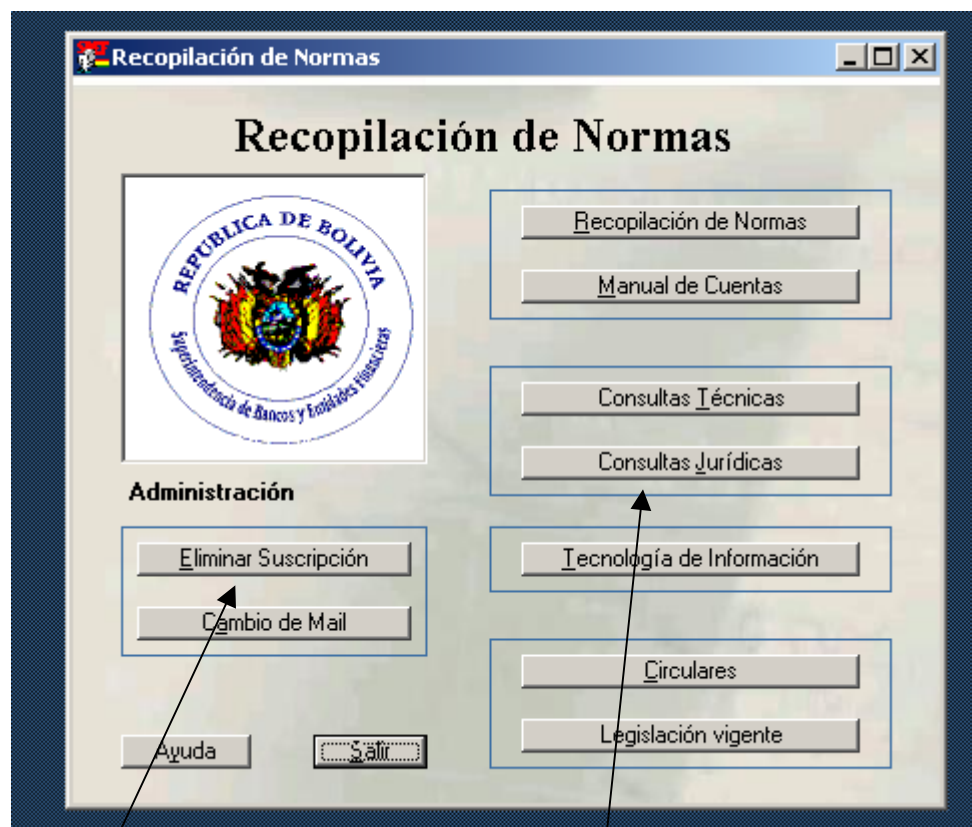 Recopilación de Normas
Recopilación de Normas
REPUBLICA DE BOLIVIA
Superintendencia de Bancos y Entidades Financieras
Recopilación de Normas
Manual de Cuentas
Consultas Técnicas
Consultas Jurídicas
Administración
Eliminar Suscripción
Cambio de Mail
Tecnología de Información
Circulares
Legislación vigente
Ayuda
Salir